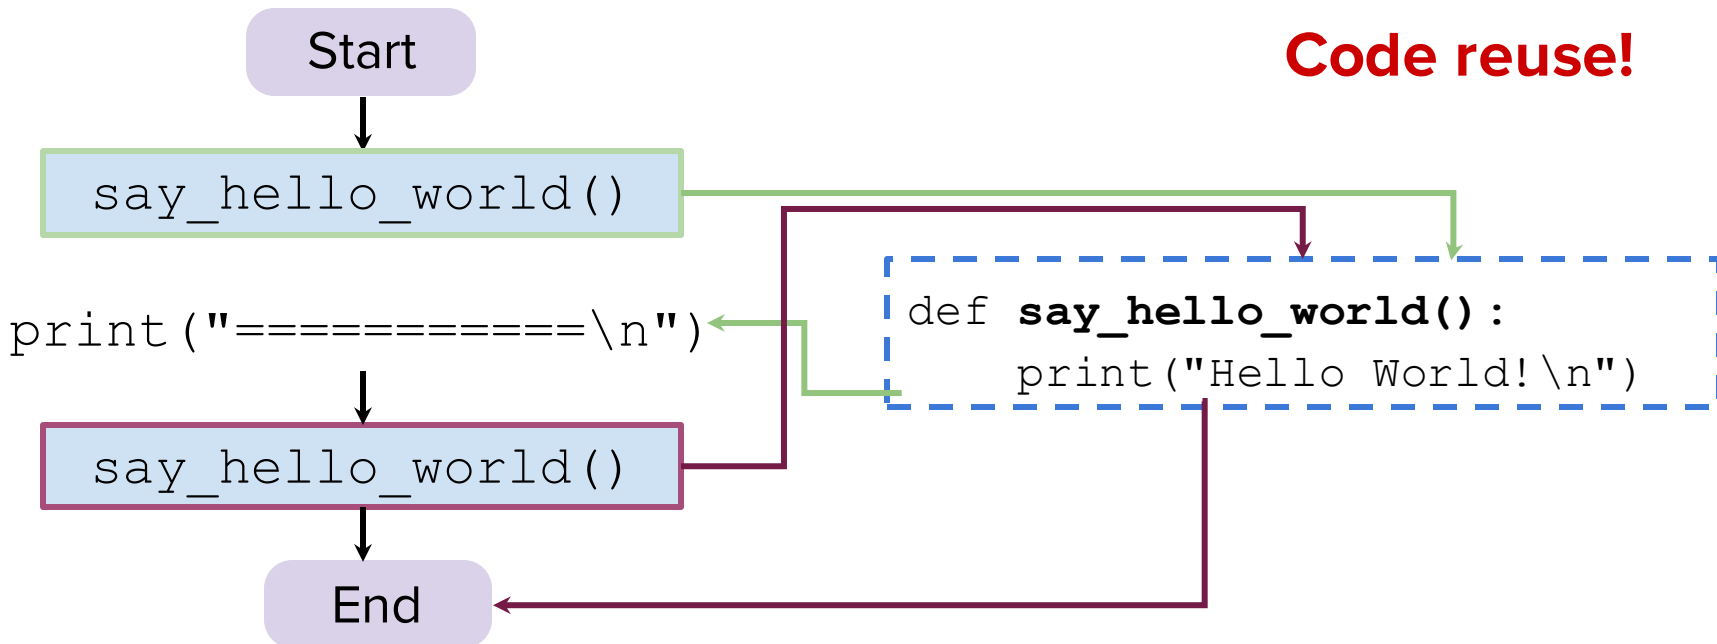 Start
Code reuse!
say_hello_world()
print("===========\n")
def say_hello_world():
print("Hello World!\n")
say_hello_world()
End